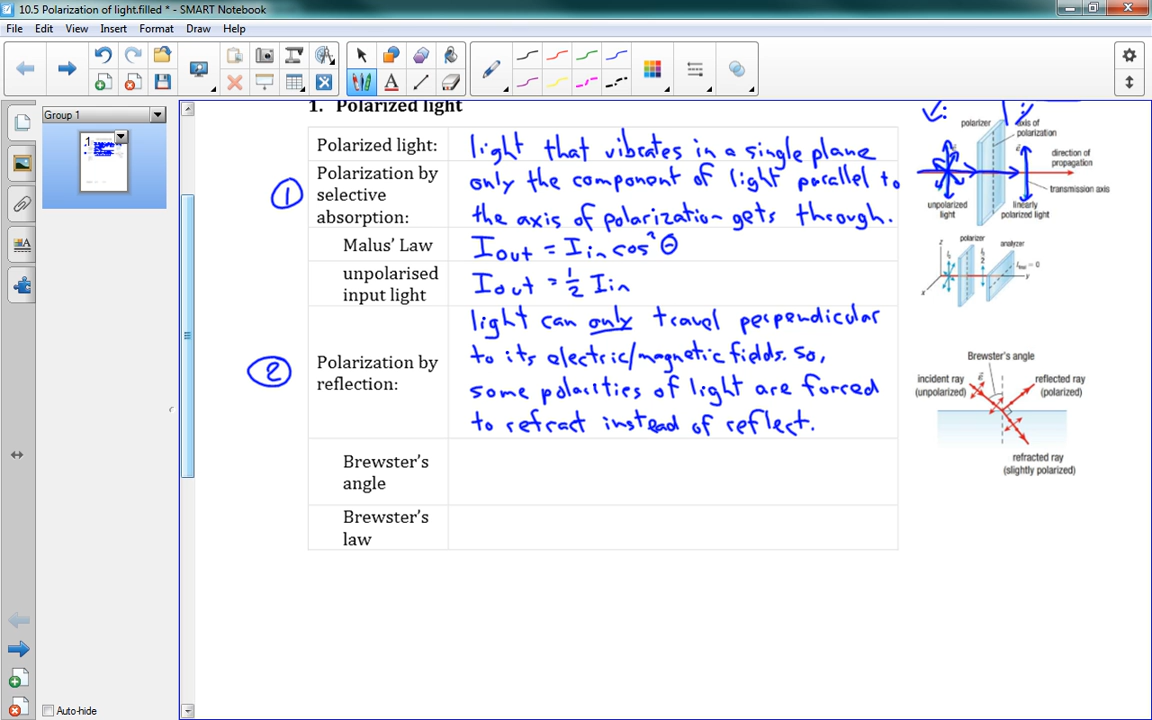 10.5 Polarization of light.filled * - SMART Notebook
File Edit View Insert Format Draw Help
Group 1
1
1. Polarized light
Polarized light: light that vibrates in a single plane
① Polarization by selective absorption: only the component of light parallel to
the axis of polarization gets through.
Malus' Law Iout = Iin cos² θ
unpolarised input light Iout = 1/2 Iin
② Polarization by reflection: light can only travel perpendicular
to its electric/magnetic fields. So,
some polarities of light are forced
to refract instead of reflect.
Brewster's
angle
Brewster's
law
polarizer
axis of
polarization
direction of
propagation
transmission axis
unpolarized
light
linearly
polarized light
polarizer
analyzer
z
y
x
Brewster's angle
incident ray
(unpolarized)
reflected ray
(polarized)
refracted ray
(slightly polarized)
Auto-hide